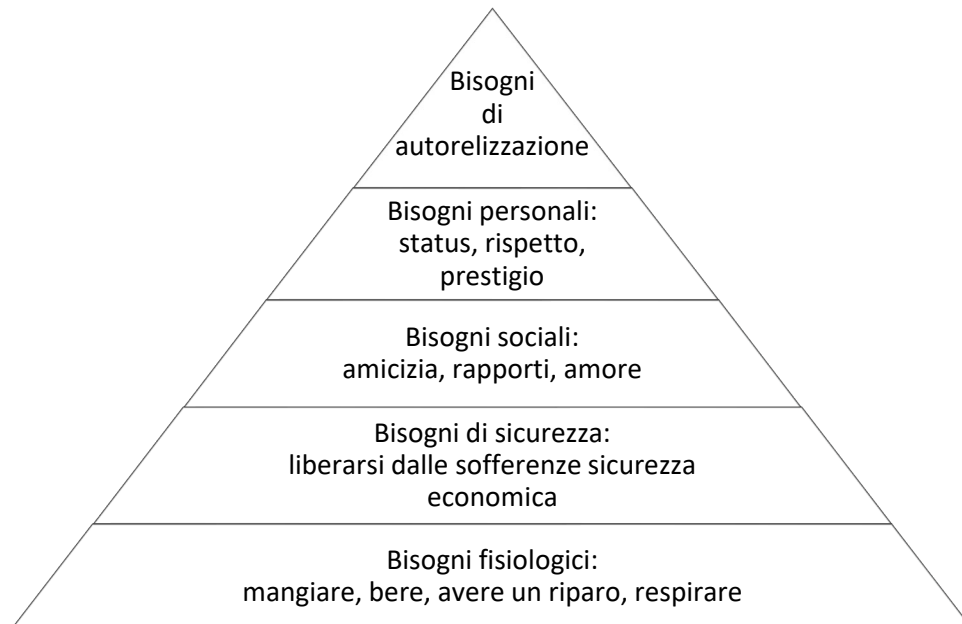 Bisogni
di
autorelizzazione
Bisogni personali:
status, rispetto,
prestigio
Bisogni sociali:
amicizia, rapporti, amore
Bisogni di sicurezza:
liberarsi dalle sofferenze sicurezza
economica
Bisogni fisiologici:
mangiare, bere, avere un riparo, respirare